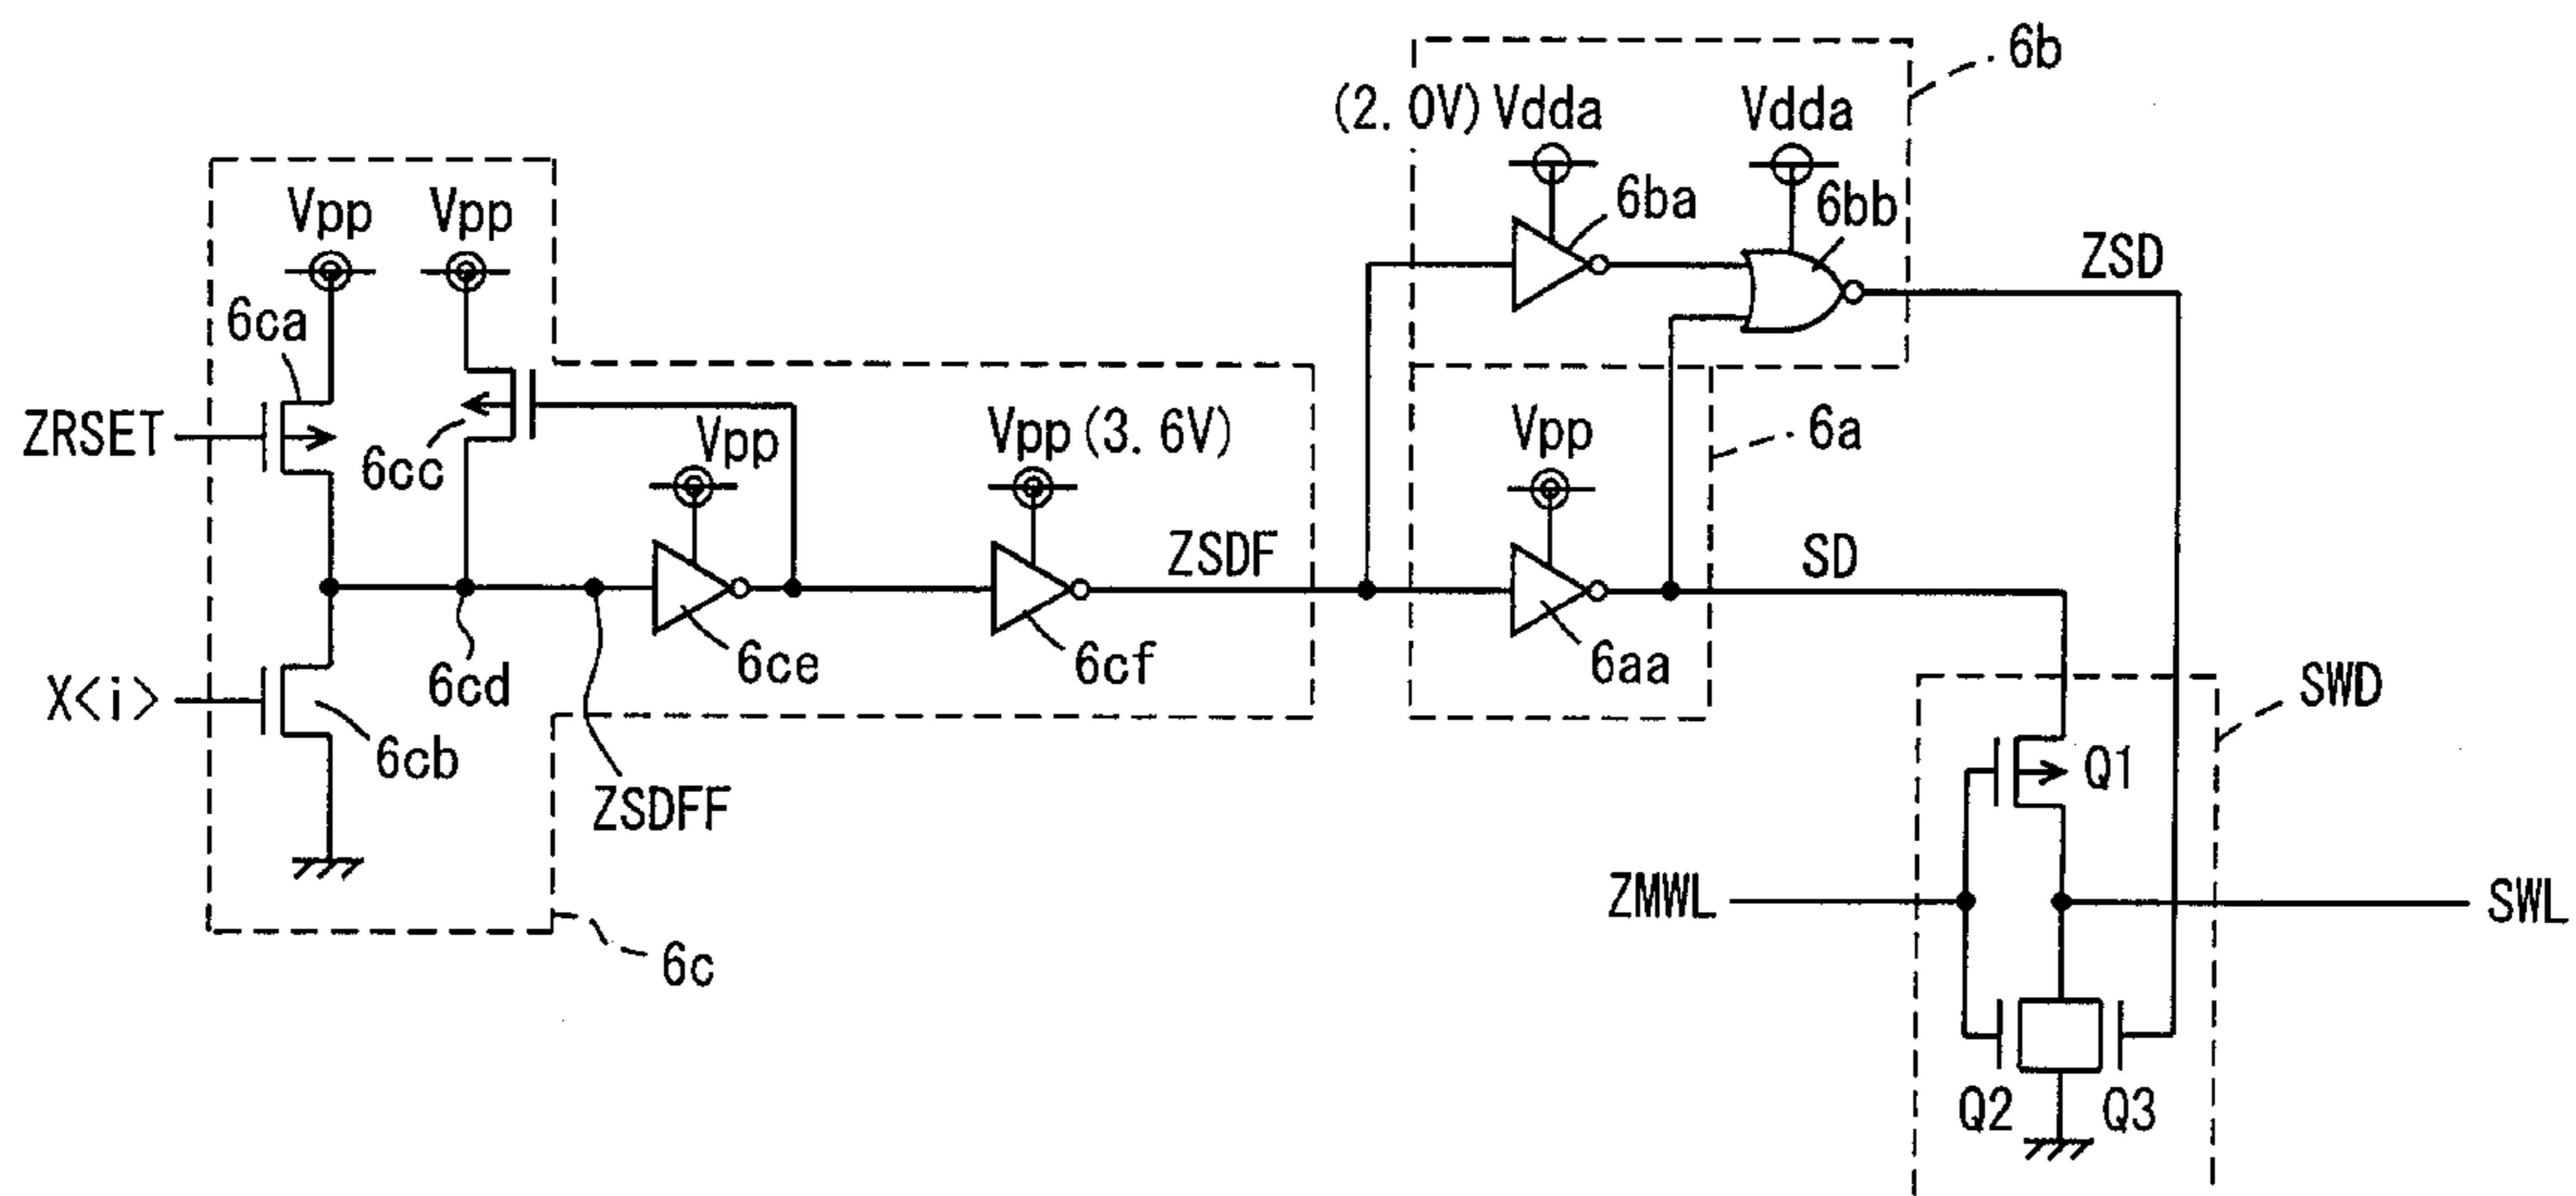 6b
(2.0V) Vdda
Vdda
6ba
6bb
ZSD
Vpp
Vpp
6ca
ZRSET
6cc
Vpp
Vpp (3.6V)
Vpp
6a
ZSDF
SD
X<i>
6cb
6cd
6ce
6cf
6aa
SWD
ZSDFF
Q1
ZMWL
SWL
6c
Q2
Q3